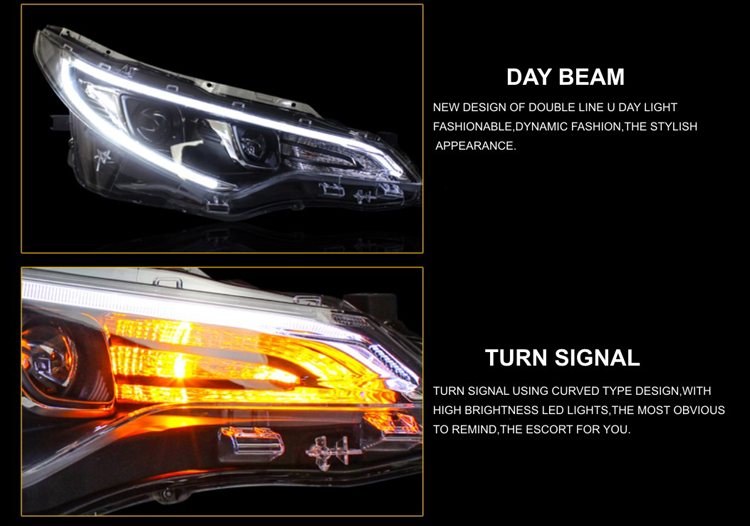 DAY BEAM
NEW DESIGN OF DOUBLE LINE U DAY LIGHT
FASHIONABLE,DYNAMIC FASHION,THE STYLISH
APPEARANCE.
TURN SIGNAL
TURN SIGNAL USING CURVED TYPE DESIGN,WITH
HIGH BRIGHTNESS LED LIGHTS,THE MOST OBVIOUS
TO REMIND,THE ESCORT FOR YOU.